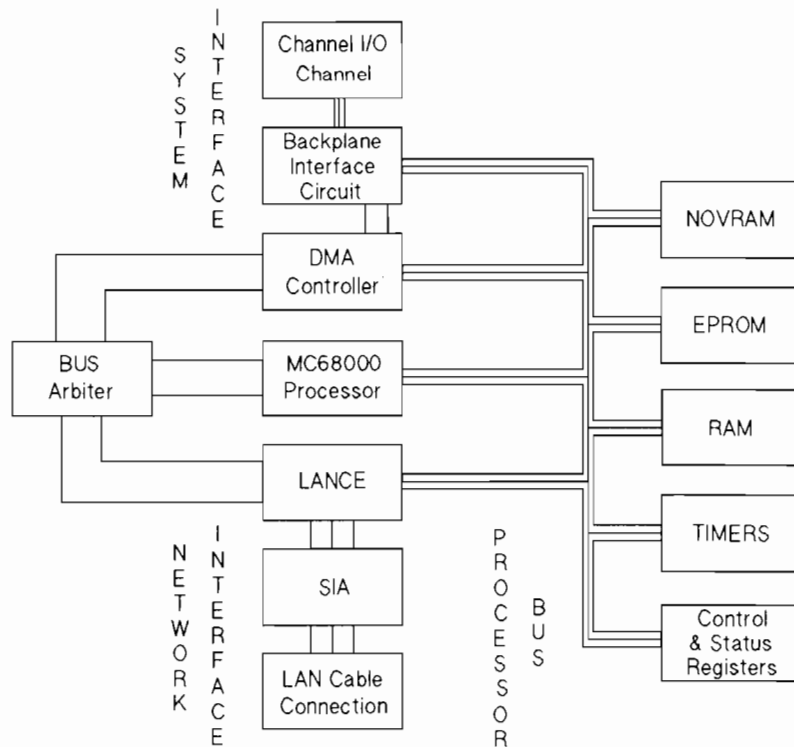 SYSTEM
INTERFACE
Channel I/O
Channel
Backplane
Interface
Circuit
DMA
Controller
BUS
Arbiter
MC68000
Processor
LANCE
NETWORK
INTERFACE
SIA
LAN Cable
Connection
PROCESSOR
BUS
NOVRAM
EPROM
RAM
TIMERS
Control
& Status
Registers